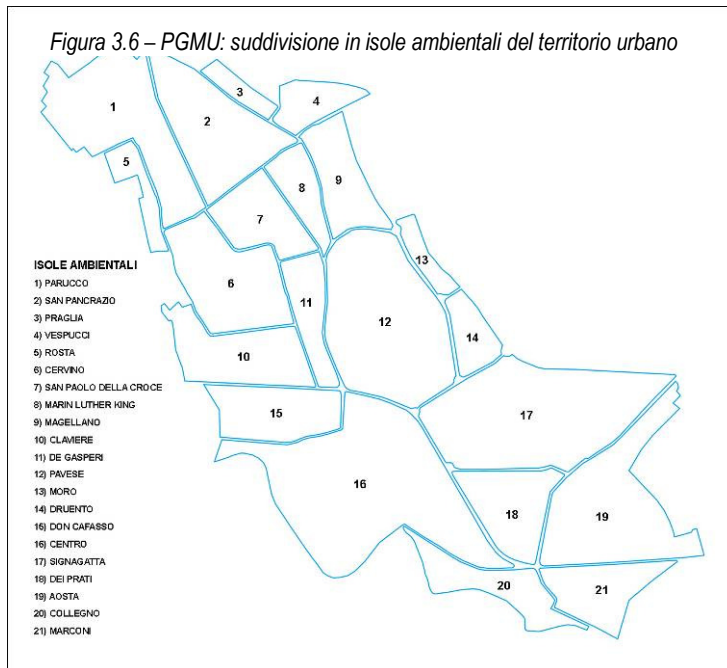 Figura 3.6 – PGMU: suddivisione in isole ambientali del territorio urbano
1
2
3
4
5
6
7
8
9
10
11
12
13
14
15
16
17
18
19
20
21
ISOLE AMBIENTALI
1) PARUCCO
2) SAN PANCRAZIO
3) PRAGLIA
4) VESPUCCI
5) ROSTA
6) CERVINO
7) SAN PAOLO DELLA CROCE
8) MARIN LUTHER KING
9) MAGELLANO
10) CLAVIERE
11) DE GASPERI
12) PAVESE
13) MORO
14) DRUENTO
15) DON CAFASSO
16) CENTRO
17) SIGNAGATTA
18) DEI PRATI
19) AOSTA
20) COLLEGNO
21) MARCONI